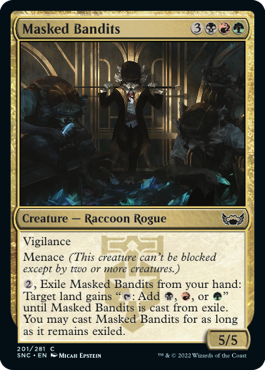 Masked Bandits 3BRG
Creature — Raccoon Rogue
Vigilance
Menace (This creature can't be blocked
except by two or more creatures.)
2, Exile Masked Bandits from your hand:
Target land gains “T: Add B, R, or G” until
Masked Bandits is cast from exile.
You may cast Masked Bandits for as long
as it remains exiled.
5/5
201/281 C
SNC • EN Micah Epstein
™ & © 2022 Wizards of the Coast